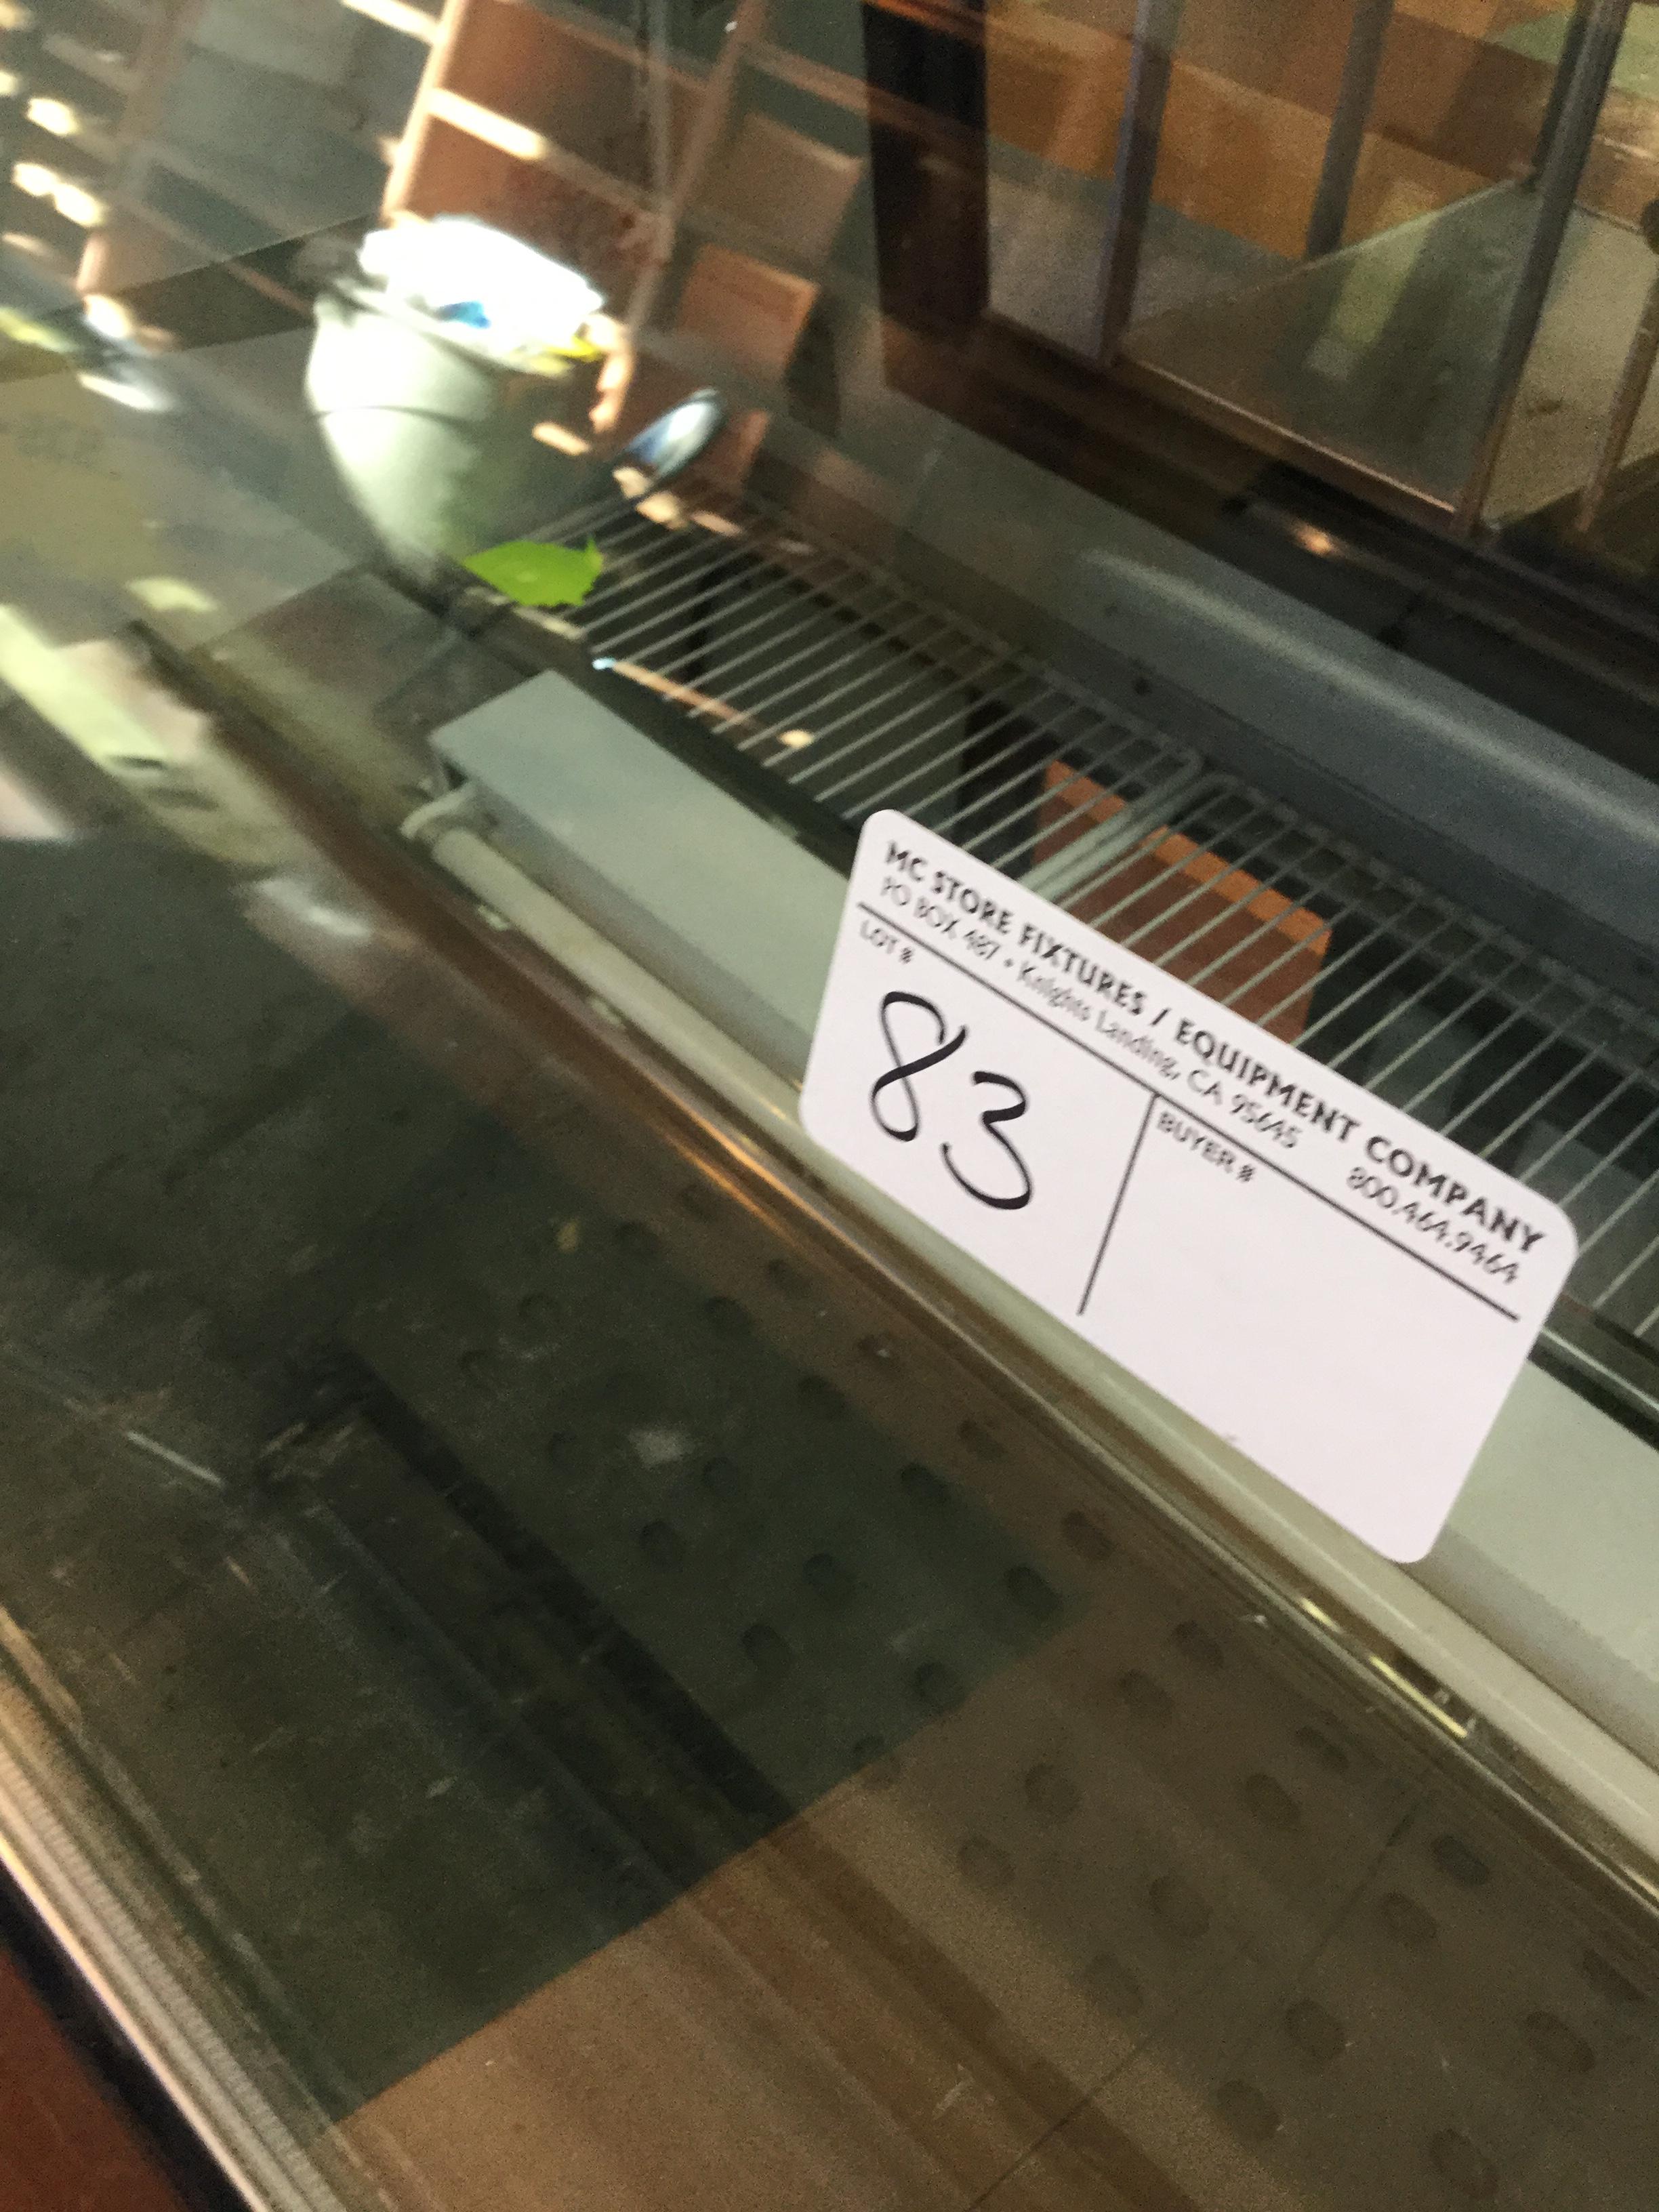 MC STORE FIXTURES / EQUIPMENT COMPANY
PO BOX 487 • Knights Landing, CA 95645 800.464.9464
LOT # BUYER #
83